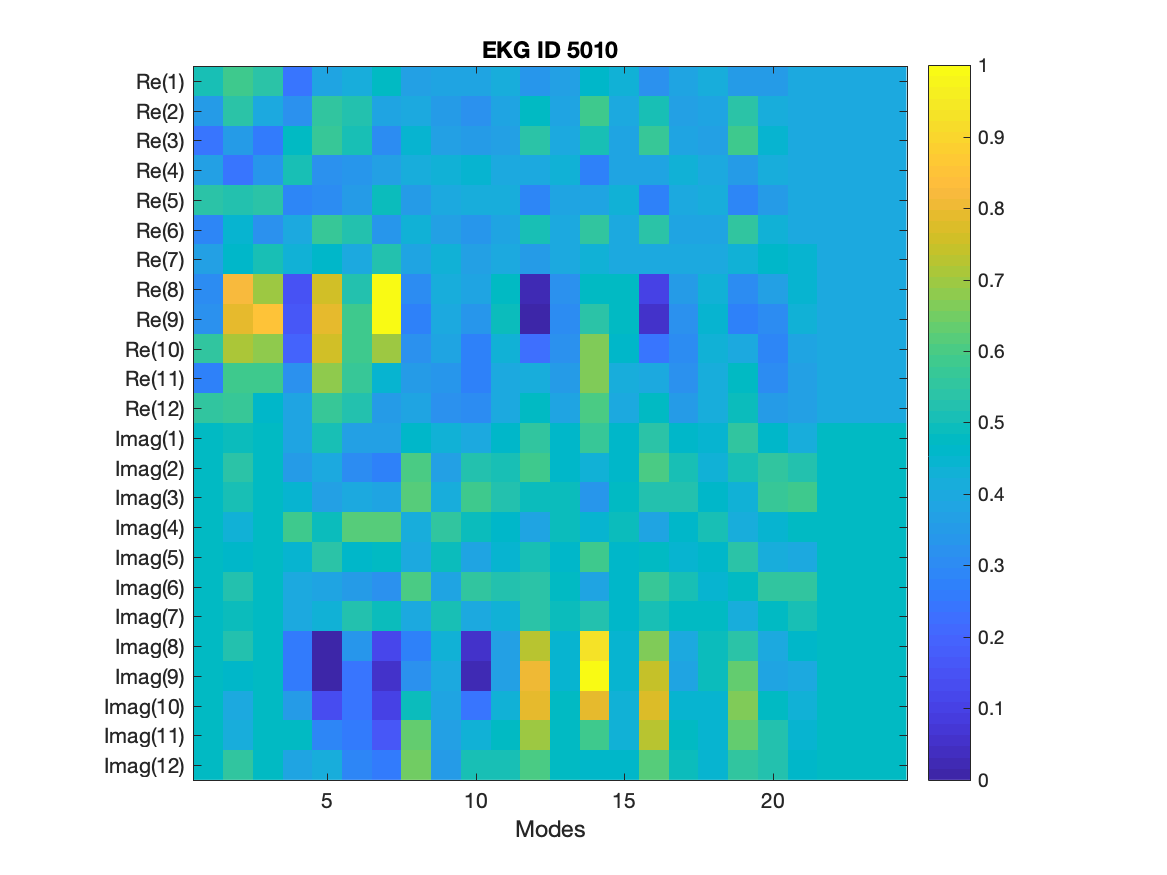 EKG ID 5010
Re(1)
Re(2)
Re(3)
Re(4)
Re(5)
Re(6)
Re(7)
Re(8)
Re(9)
Re(10)
Re(11)
Re(12)
Imag(1)
Imag(2)
Imag(3)
Imag(4)
Imag(5)
Imag(6)
Imag(7)
Imag(8)
Imag(9)
Imag(10)
Imag(11)
Imag(12)
5 10 15 20
Modes
1
0.9
0.8
0.7
0.6
0.5
0.4
0.3
0.2
0.1
0